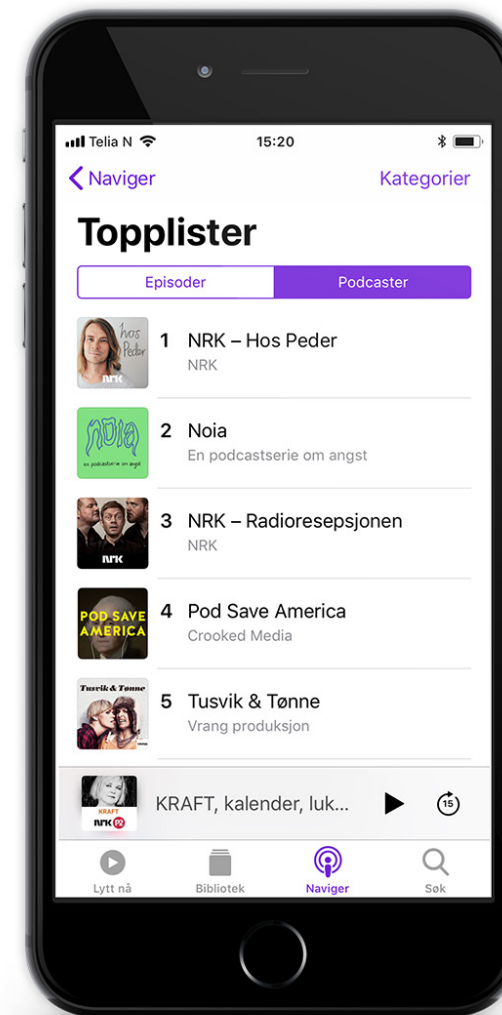 Telia N
15:20
Naviger
Kategorier
Topplister
Episoder
Podcaster
hos
Peder
NRK
1 NRK – Hos Peder
NRK
NOIA
en podcastserie om angst
2 Noia
En podcastserie om angst
NRK
3 NRK – Radioresepsjonen
NRK
POD SAVE
AMERICA
4 Pod Save America
Crooked Media
Tusvik & Tønne
5 Tusvik & Tønne
Vrang produksjon
KRAFT
NRK P2
KRAFT, kalender, luk...
15
Lytt nå
Bibliotek
Naviger
Søk